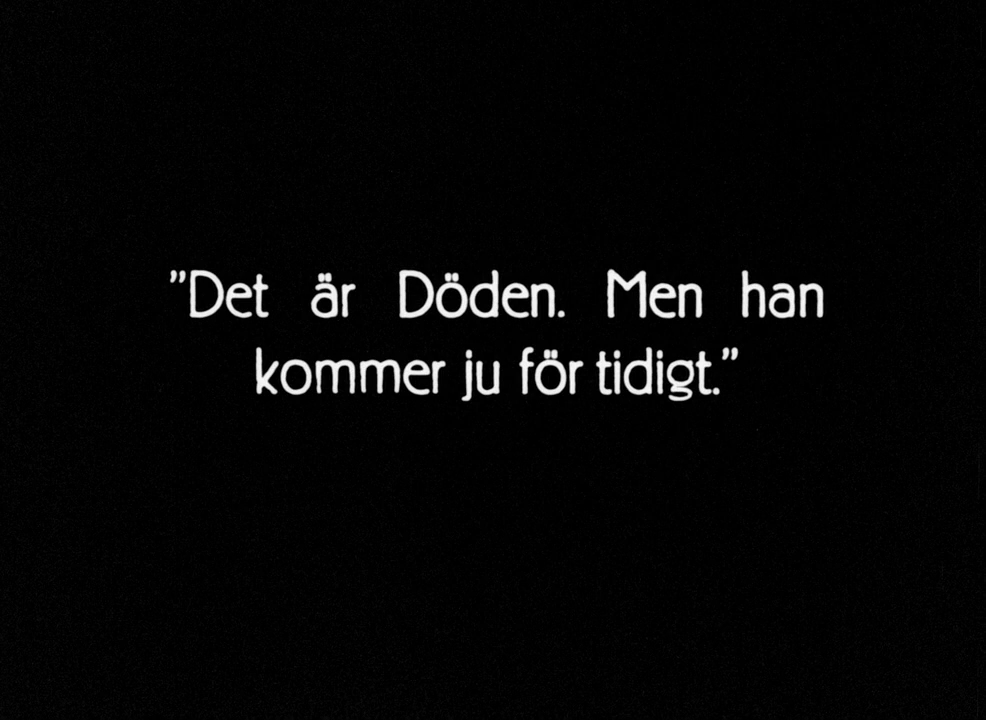 ”Det är Döden. Men han
kommer ju för tidigt.”